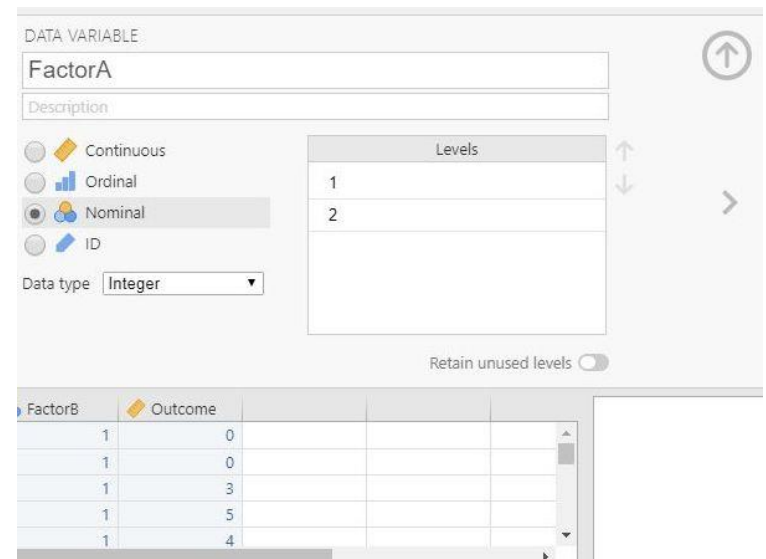 DATA VARIABLE
FactorA
Description
Continuous
Levels
Ordinal
1
Nominal
2
ID
Data type Integer
Retain unused levels
FactorB Outcome
1 0
1 0
1 3
1 5
1 4